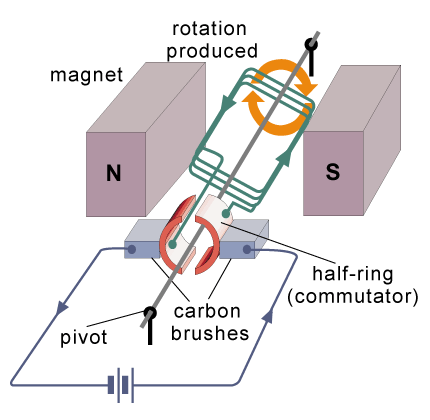 rotation
produced
magnet
N
S
half-ring
(commutator)
carbon
brushes
pivot